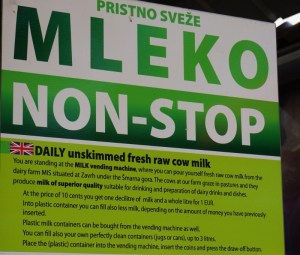 PRISTNO SVEŽE
MLEKO
NON-STOP
DAILY unskimmed fresh raw cow milk
You are standing at the MILK vending machine, where you can pour yourself fresh raw cow milk from the
dairy farm MIS situated at Zavrh under the Šmarna gora. The cows at our farm graze in pastures and they
produce milk of superior quality suitable for drinking and preparation of dairy drinks and dishes.
At the price of 10 cents you get one decilitre of milk and a whole litre for 1 EUR.
Into plastic container you can fill also less milk, depending on the amount of money you have previously
inserted.
Plastic milk containers can be bought from the vending machine as well.
You can fill also your own perfectly clean containers (jugs or cans), up to 3 litres.
Place the (plastic) container into the vending machine, insert the coins and press the draw-off button.